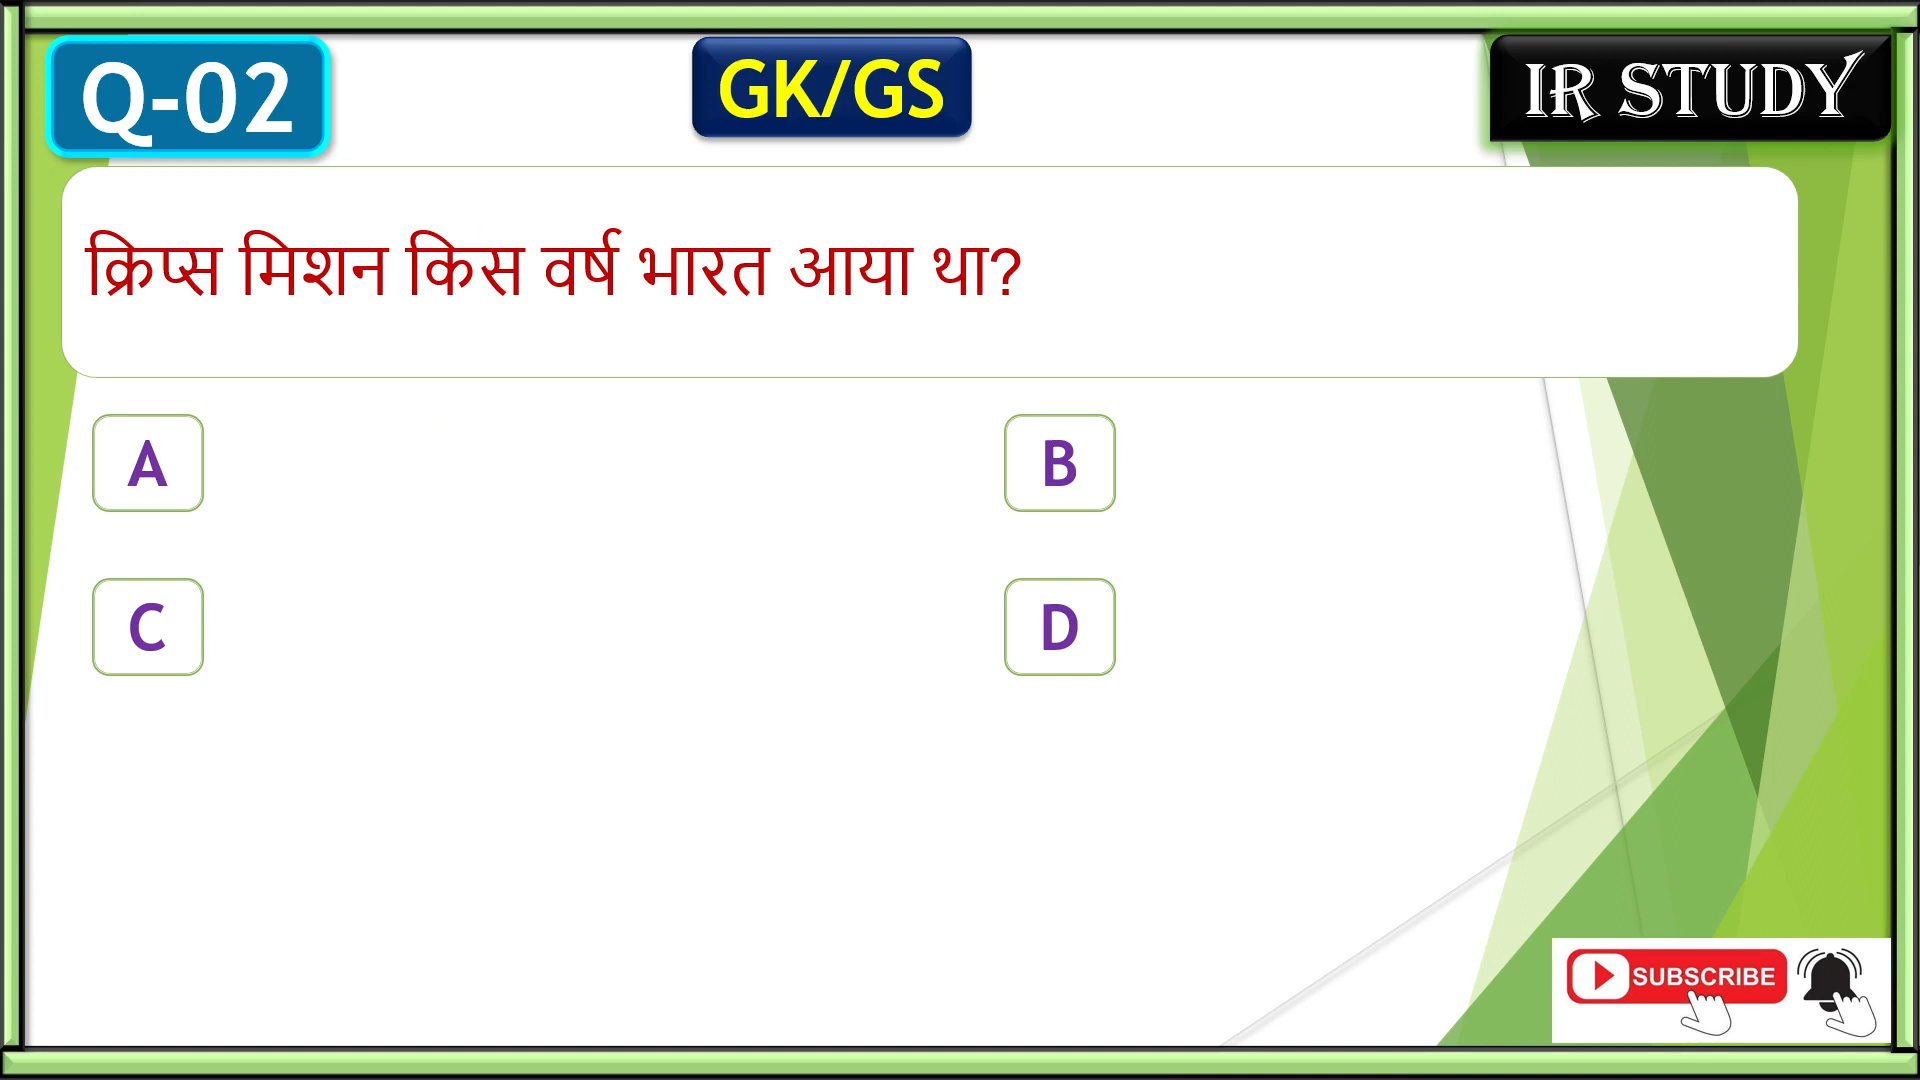 Q-02
GK/GS
IR STUDY
क्रिप्स मिशन किस वर्ष भारत आया था?
A
B
C
D
SUBSCRIBE